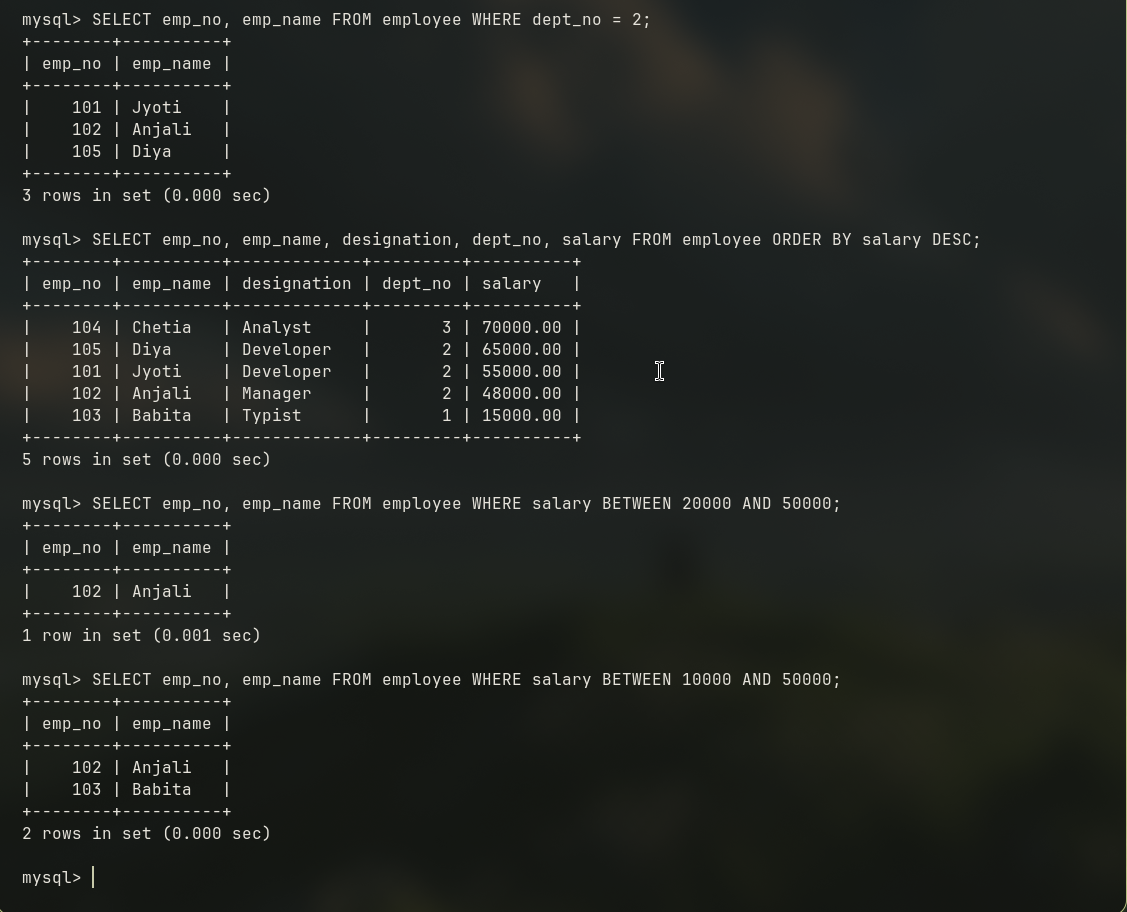 mysql> SELECT emp_no, emp_name FROM employee WHERE dept_no = 2;
+--------+----------+
| emp_no | emp_name |
+--------+----------+
|    101 | Jyoti    |
|    102 | Anjali   |
|    105 | Diya     |
+--------+----------+
3 rows in set (0.000 sec)

mysql> SELECT emp_no, emp_name, designation, dept_no, salary FROM employee ORDER BY salary DESC;
+--------+----------+-------------+---------+----------+
| emp_no | emp_name | designation | dept_no | salary   |
+--------+----------+-------------+---------+----------+
|    104 | Chetia   | Analyst     |       3 | 70000.00 |
|    105 | Diya     | Developer   |       2 | 65000.00 |
|    101 | Jyoti    | Developer   |       2 | 55000.00 |
|    102 | Anjali   | Manager     |       2 | 48000.00 |
|    103 | Babita   | Typist      |       1 | 15000.00 |
+--------+----------+-------------+---------+----------+
5 rows in set (0.000 sec)

mysql> SELECT emp_no, emp_name FROM employee WHERE salary BETWEEN 20000 AND 50000;
+--------+----------+
| emp_no | emp_name |
+--------+----------+
|    102 | Anjali   |
+--------+----------+
1 row in set (0.001 sec)

mysql> SELECT emp_no, emp_name FROM employee WHERE salary BETWEEN 10000 AND 50000;
+--------+----------+
| emp_no | emp_name |
+--------+----------+
|    102 | Anjali   |
|    103 | Babita   |
+--------+----------+
2 rows in set (0.000 sec)

mysql>